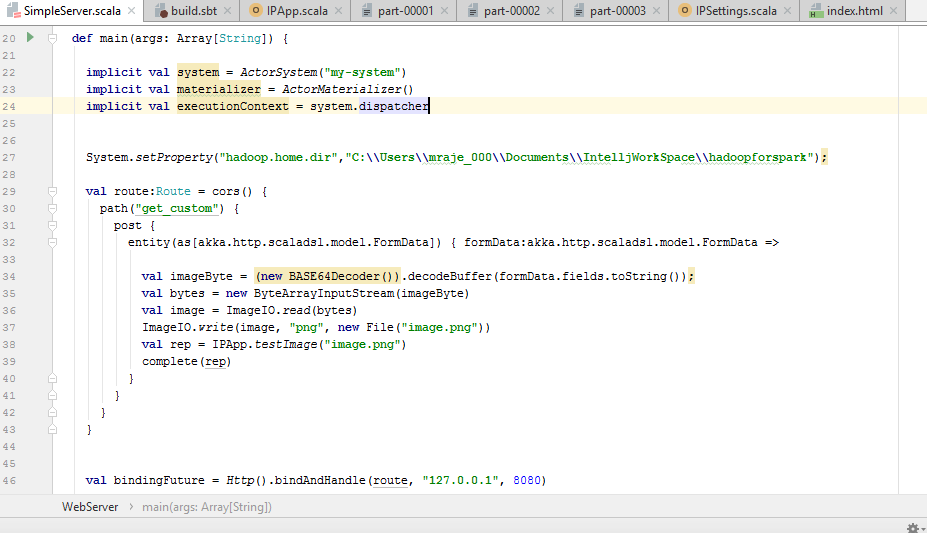 SimpleServer.scala build.sbt IPApp.scala part-00001 part-00002 part-00003 IPSettings.scala index.html
20 def main(args: Array[String]) {
21
22 implicit val system = ActorSystem("my-system")
23 implicit val materializer = ActorMaterializer()
24 implicit val executionContext = system.dispatcher
25
26
27 System.setProperty("hadoop.home.dir","C:\\Users\\mraje_000\\Documents\\IntelljWorkSpace\\hadoopforspark");
28
29 val route:Route = cors() {
30 path("get_custom") {
31 post {
32 entity(as[akka.http.scaladsl.model.FormData]) { formData:akka.http.scaladsl.model.FormData =>
33
34 val imageByte = (new BASE64Decoder()).decodeBuffer(formData.fields.toString());
35 val bytes = new ByteArrayInputStream(imageByte)
36 val image = ImageIO.read(bytes)
37 ImageIO.write(image, "png", new File("image.png"))
38 val rep = IPApp.testImage("image.png")
39 complete(rep)
40 }
41 }
42 }
43 }
44
45
46 val bindingFuture = Http().bindAndHandle(route, "127.0.0.1", 8080)
WebServer main(args: Array[String])